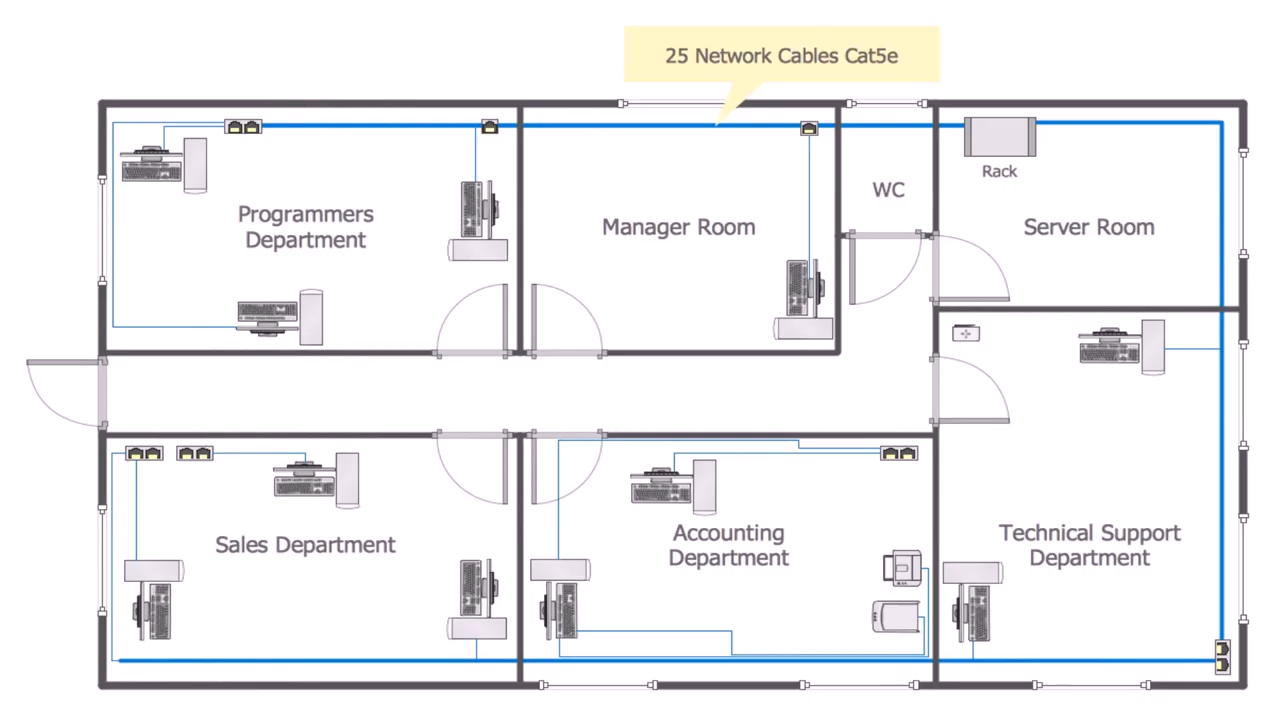 25 Network Cables Cat5e
Rack
WC
Programmers
Department
Manager Room
Server Room
Sales Department
Accounting
Department
Technical Support
Department